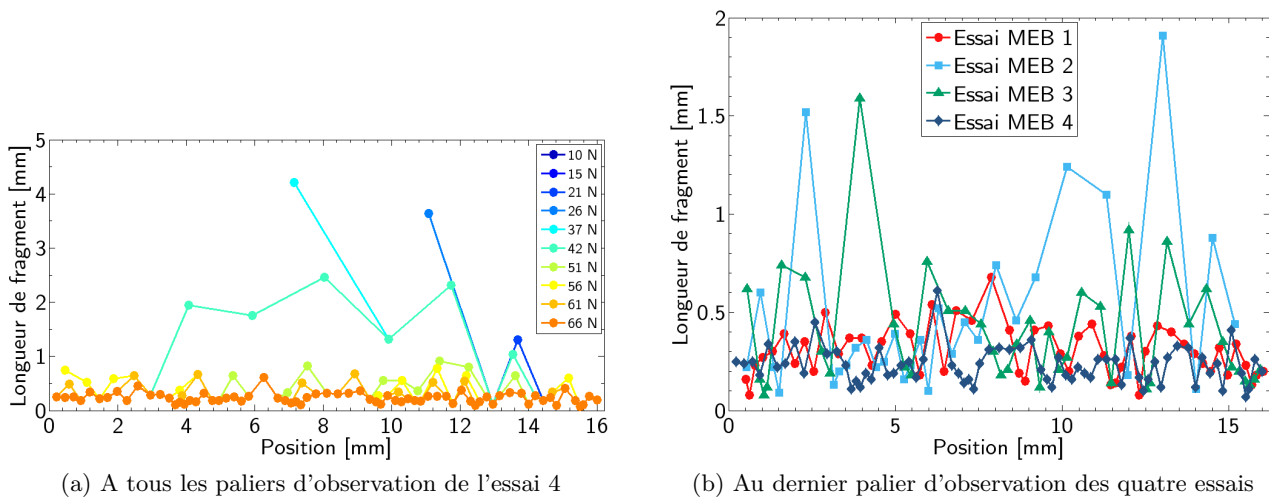 Longueur de fragment [mm]
5
4
3
2
1
0
0 2 4 6 8 10 12 14 16
Position [mm]
10 N
15 N
21 N
26 N
37 N
42 N
51 N
56 N
61 N
66 N
(a) A tous les paliers d'observation de l'essai 4
Longueur de fragment [mm]
2
1.5
1
0.5
0
0 5 10 15
Position [mm]
Essai MEB 1
Essai MEB 2
Essai MEB 3
Essai MEB 4
(b) Au dernier palier d'observation des quatre essais